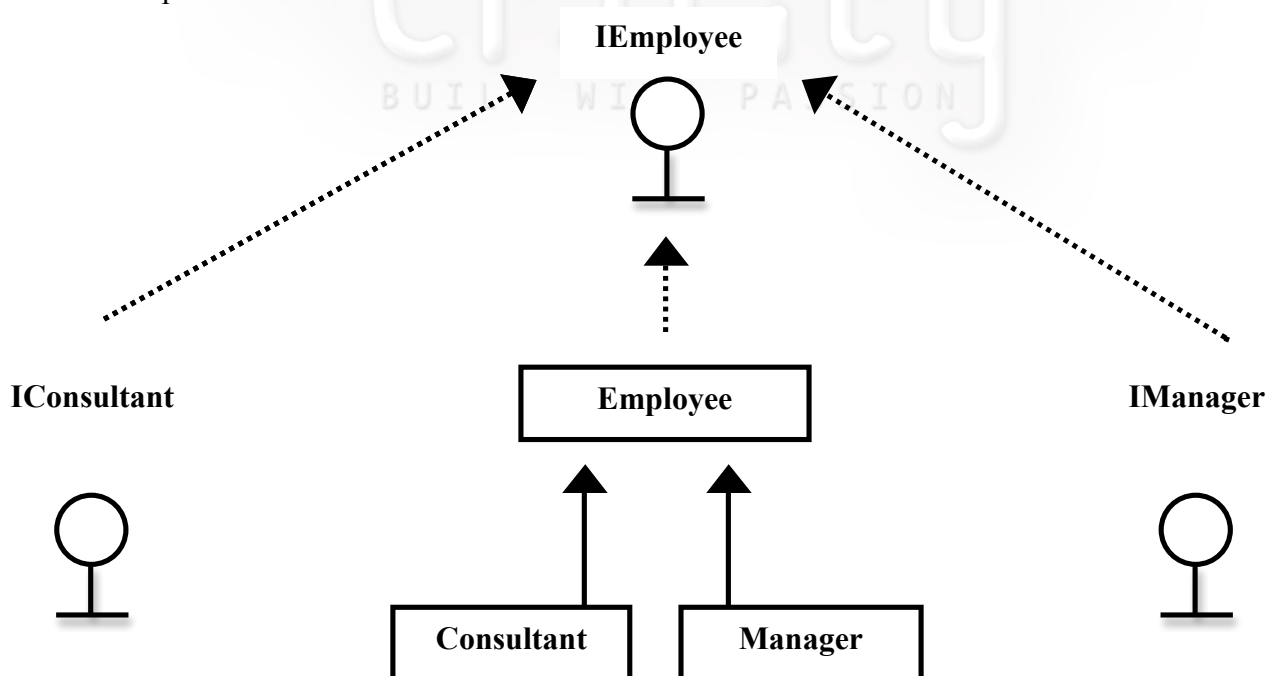 IEmployee
IConsultant
Employee
IManager
Consultant
Manager